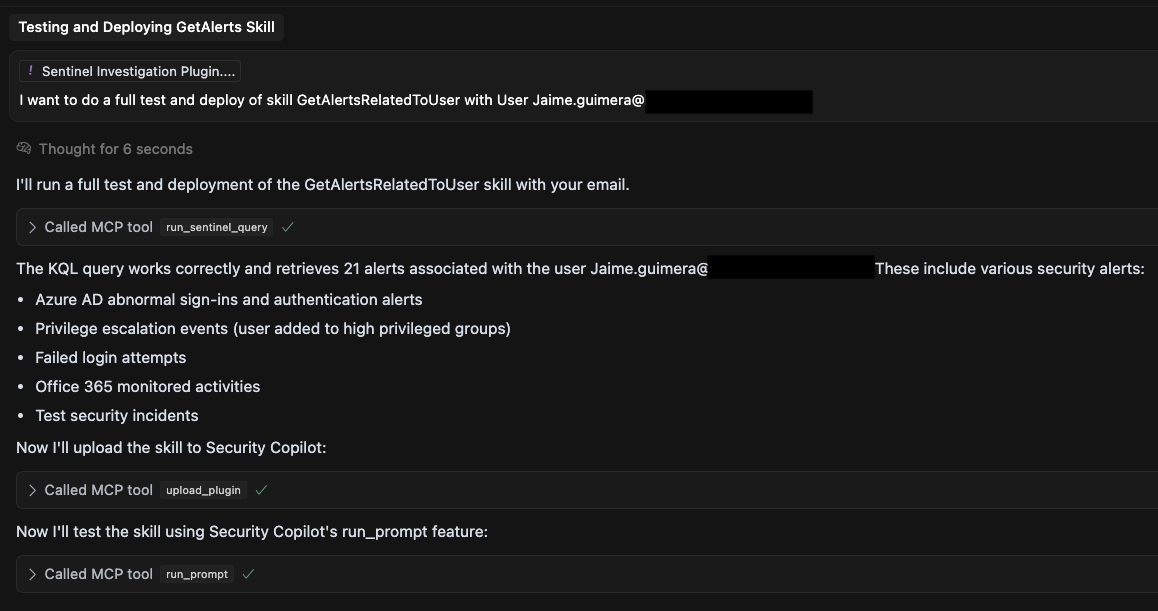 Testing and Deploying GetAlerts Skill
! Sentinel Investigation Plugin....
I want to do a full test and deploy of skill GetAlertsRelatedToUser with User Jaime.guimera@
Thought for 6 seconds
I'll run a full test and deployment of the GetAlertsRelatedToUser skill with your email.
Called MCP tool run_sentinel_query
The KQL query works correctly and retrieves 21 alerts associated with the user Jaime.guimera@ These include various security alerts:
• Azure AD abnormal sign-ins and authentication alerts
• Privilege escalation events (user added to high privileged groups)
• Failed login attempts
• Office 365 monitored activities
• Test security incidents
Now I'll upload the skill to Security Copilot:
Called MCP tool upload_plugin
Now I'll test the skill using Security Copilot's run_prompt feature:
Called MCP tool run_prompt